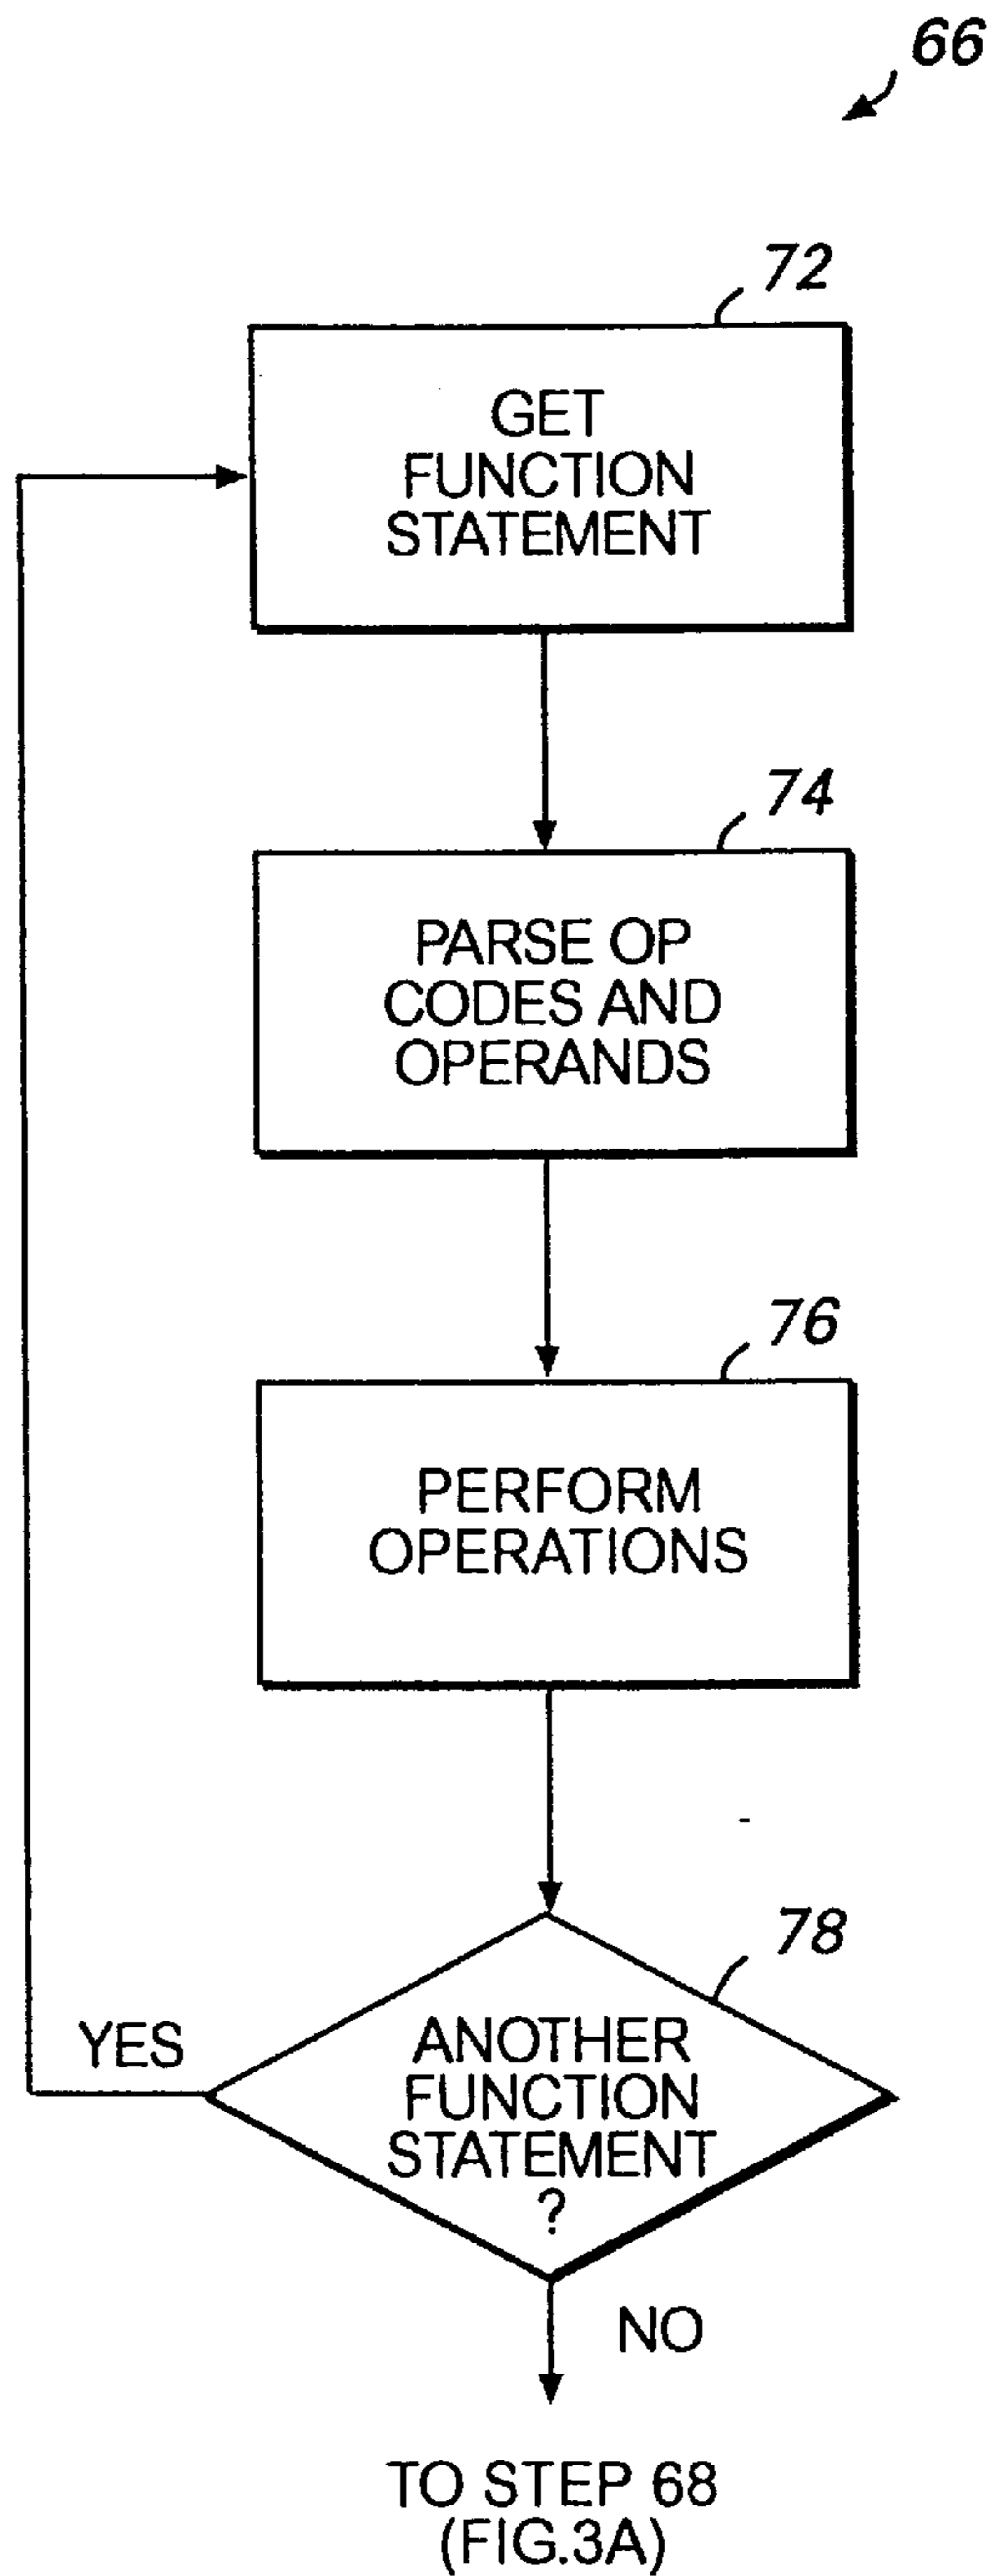 66
72
GET
FUNCTION
STATEMENT
74
PARSE OP
CODES AND
OPERANDS
76
PERFORM
OPERATIONS
78
YES
ANOTHER
FUNCTION
STATEMENT
?
NO
TO STEP 68
(FIG.3A)